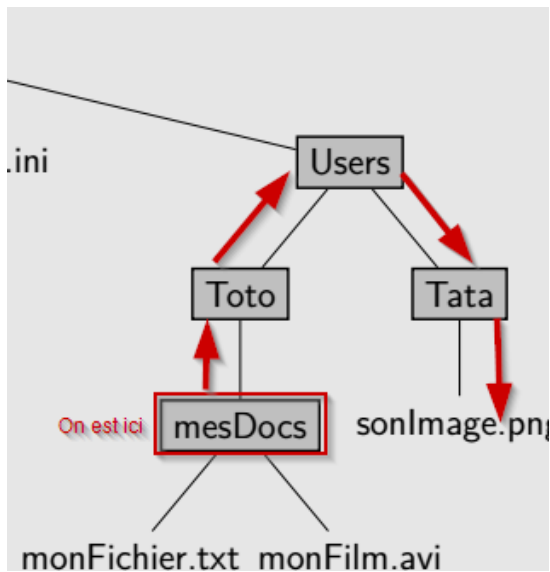 .ini
Users
Toto
Tata
On est ici
mesDocs
sonImage.png
monFichier.txt
monFilm.avi